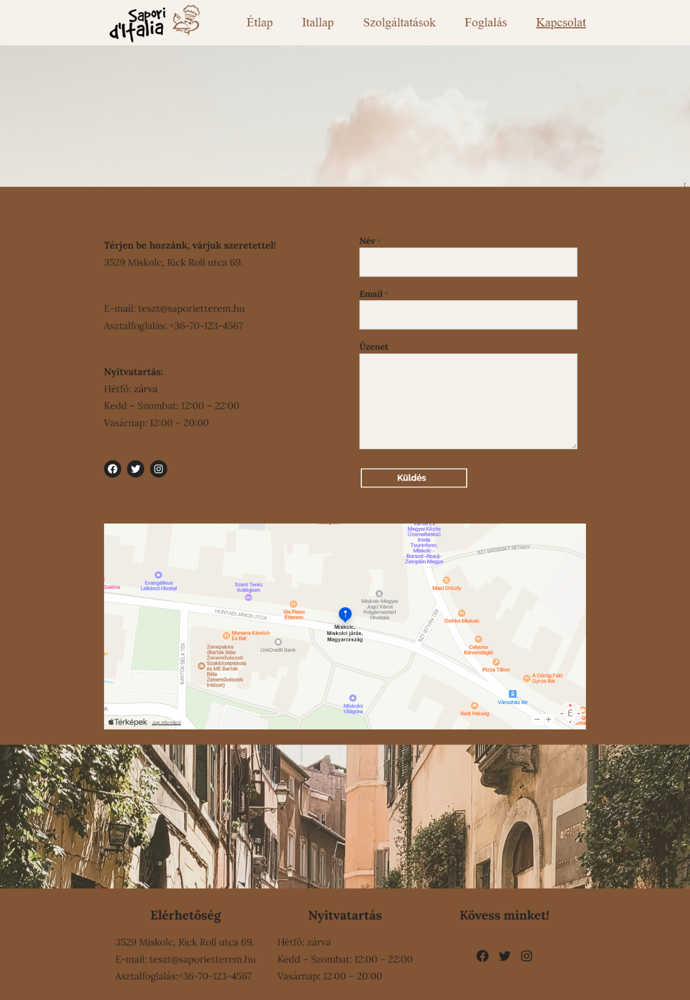 Sapori
d'Italia
Étlap
Itallap
Szolgáltatások
Foglalás
Kapcsolat
Térjen be hozzánk, várjuk szeretettel!
3529 Miskolc, Rick Roll utca 69.
E-mail: teszt@saporietterem.hu
Asztalfoglalás: +36-70-123-4567
Nyitvatartás:
Hétfő: zárva
Kedd – Szombat: 12:00 – 22:00
Vasárnap: 12:00 – 20:00
Név *
Email *
Üzenet
Küldés
Megyei Közös
Üzemeltetésű
Iroda
Tourinform,
Miskolc -
Borsod-Abaúj-
Zemplén Megye
SZT ERZSÉBET SÉTÁNY
Evangélikus
Lelkészi Hivatal
Galéria
Szent Teréz
Kollégium
Maci Grizzly
Via Piano
Étterem
Miskolc Megyei
Jogú Város
Polgármesteri
Hivatala
HUNYADI JÁNOS UTCA
SZT ISTVÁN TÉR
Gofrim Miskolc
Miskolc,
Miskolci járás,
Magyarország
Manana Kávézó
És Bár
UniCredit Bank
Zenepalota
(Bartók Béla
Zeneművészeti
Szakközépiskola
és ME Bartók
Béla
Zeneművészeti
Intézet)
BARTÓK BÉLA TÉR
Calypso
Kisvendéglő
Pizza Tábor
A Görög Faló
Gyros Bár
Városház tér
Miskolci
Világóra
Rádi Pékség
É
Térképek
Jogi információ
Elérhetőség
3529 Miskolc, Rick Roll utca 69.
E-mail: teszt@saporietterem.hu
Asztalfoglalás:+36-70-123-4567
Nyitvatartás
Hétfő: zárva
Kedd – Szombat: 12:00 – 22:00
Vasárnap: 12:00 – 20:00
Kövess minket!